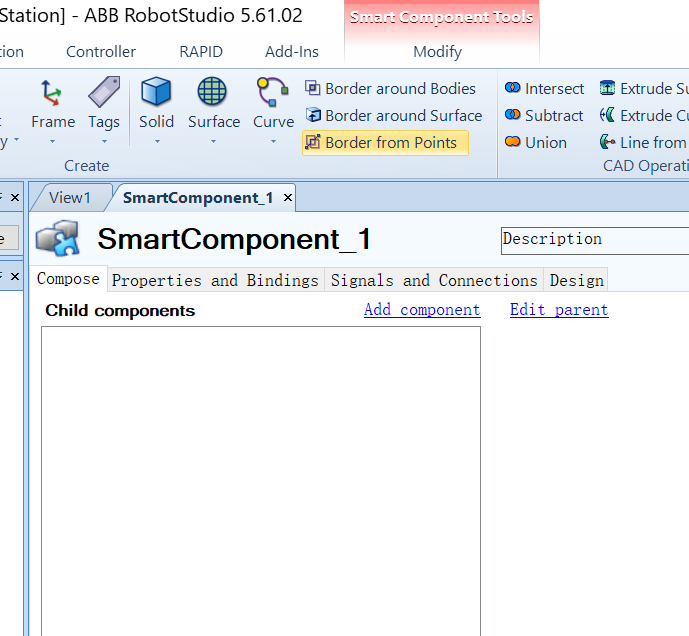 Station] - ABB RobotStudio 5.61.02
Smart Component Tools
tion Controller RAPID Add-Ins Modify
Frame Tags Solid Surface Curve
Border around Bodies
Border around Surface
Border from Points
Intersect
Subtract
Union
Extrude Su
Extrude Cu
Line from
Create
CAD Operati
View1 SmartComponent_1
SmartComponent_1
Description
Compose Properties and Bindings Signals and Connections Design
Child components Add component Edit parent